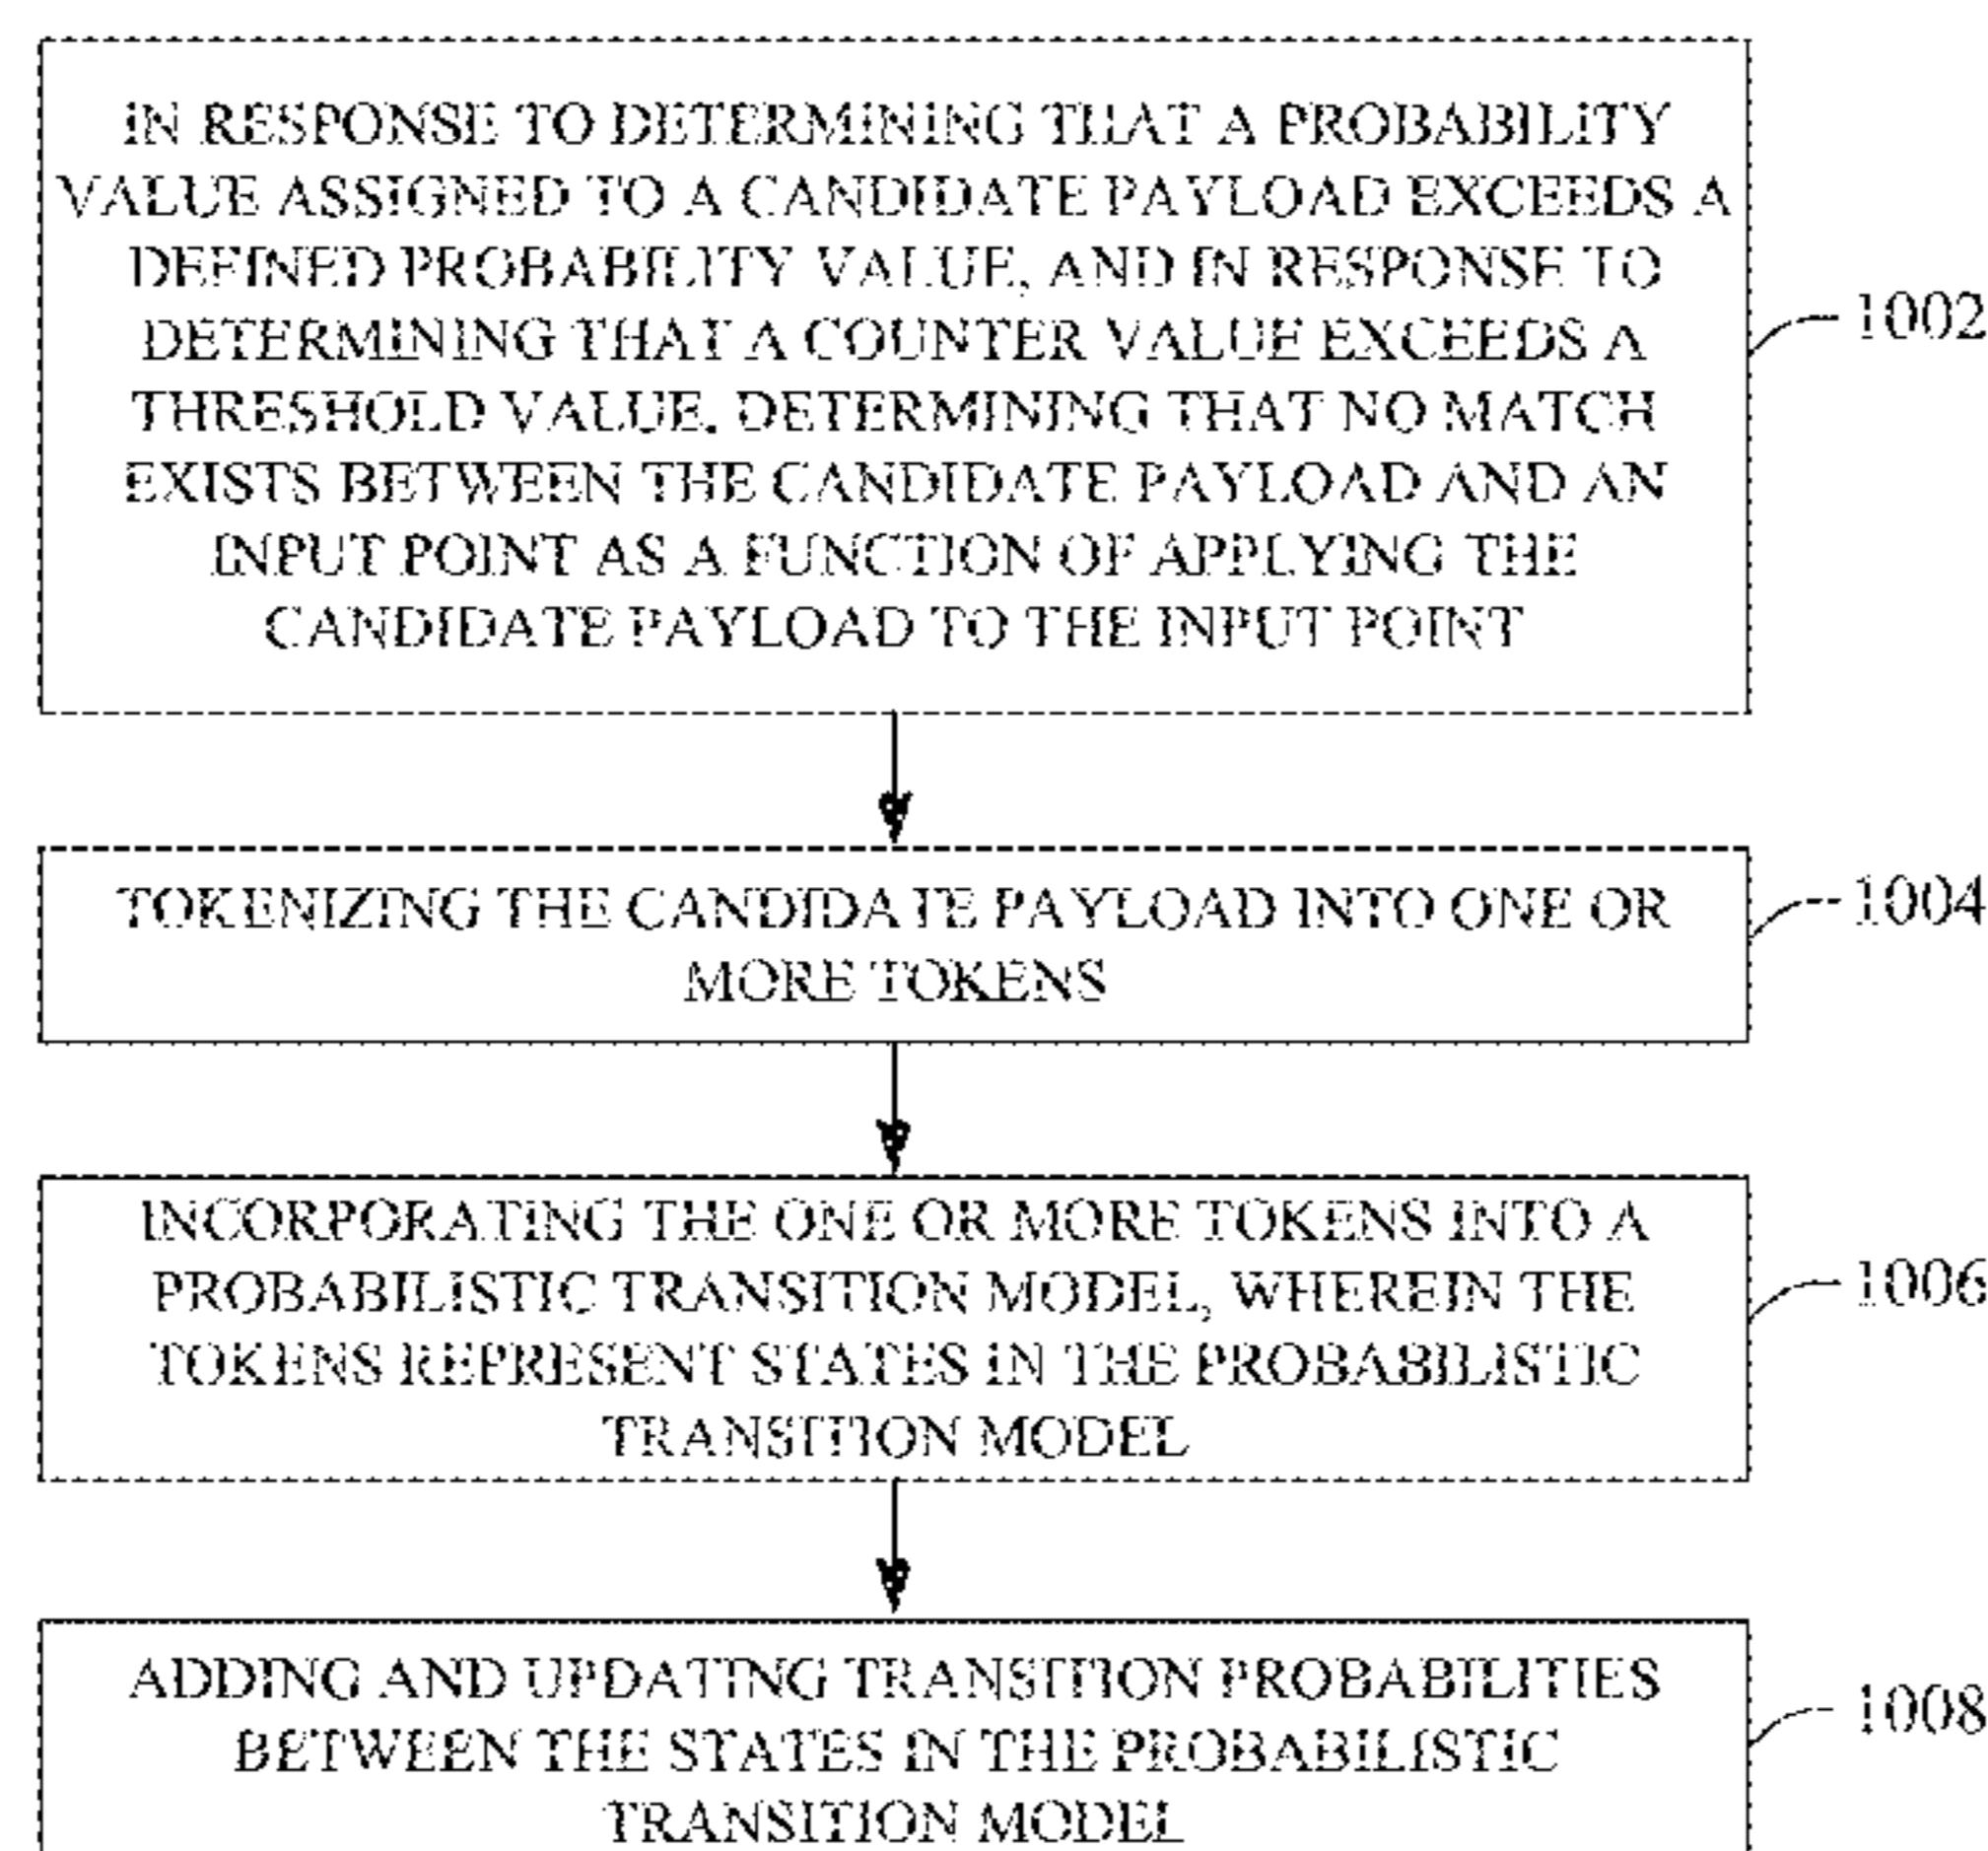 IN RESPONSE TO DETERMINING THAT A PROBABILITY
VALUE ASSIGNED TO A CANDIDATE PAYLOAD EXCEEDS A
DEFINED PROBABILITY VALUE, AND IN RESPONSE TO
DETERMINING THAT A COUNTER VALUE EXCEEDS A
THRESHOLD VALUE, DETERMINING THAT NO MATCH
EXISTS BETWEEN THE CANDIDATE PAYLOAD AND AN
INPUT POINT AS A FUNCTION OF APPLYING THE
CANDIDATE PAYLOAD TO THE INPUT POINT
1002
TOKENIZING THE CANDIDATE PAYLOAD INTO ONE OR
MORE TOKENS
1004
INCORPORATING THE ONE OR MORE TOKENS INTO A
PROBABILISTIC TRANSITION MODEL, WHEREIN THE
TOKENS REPRESENT STATES IN THE PROBABILISTIC
TRANSITION MODEL
1006
ADDING AND UPDATING TRANSITION PROBABILITIES
BETWEEN THE STATES IN THE PROBABILISTIC
TRANSITION MODEL
1008